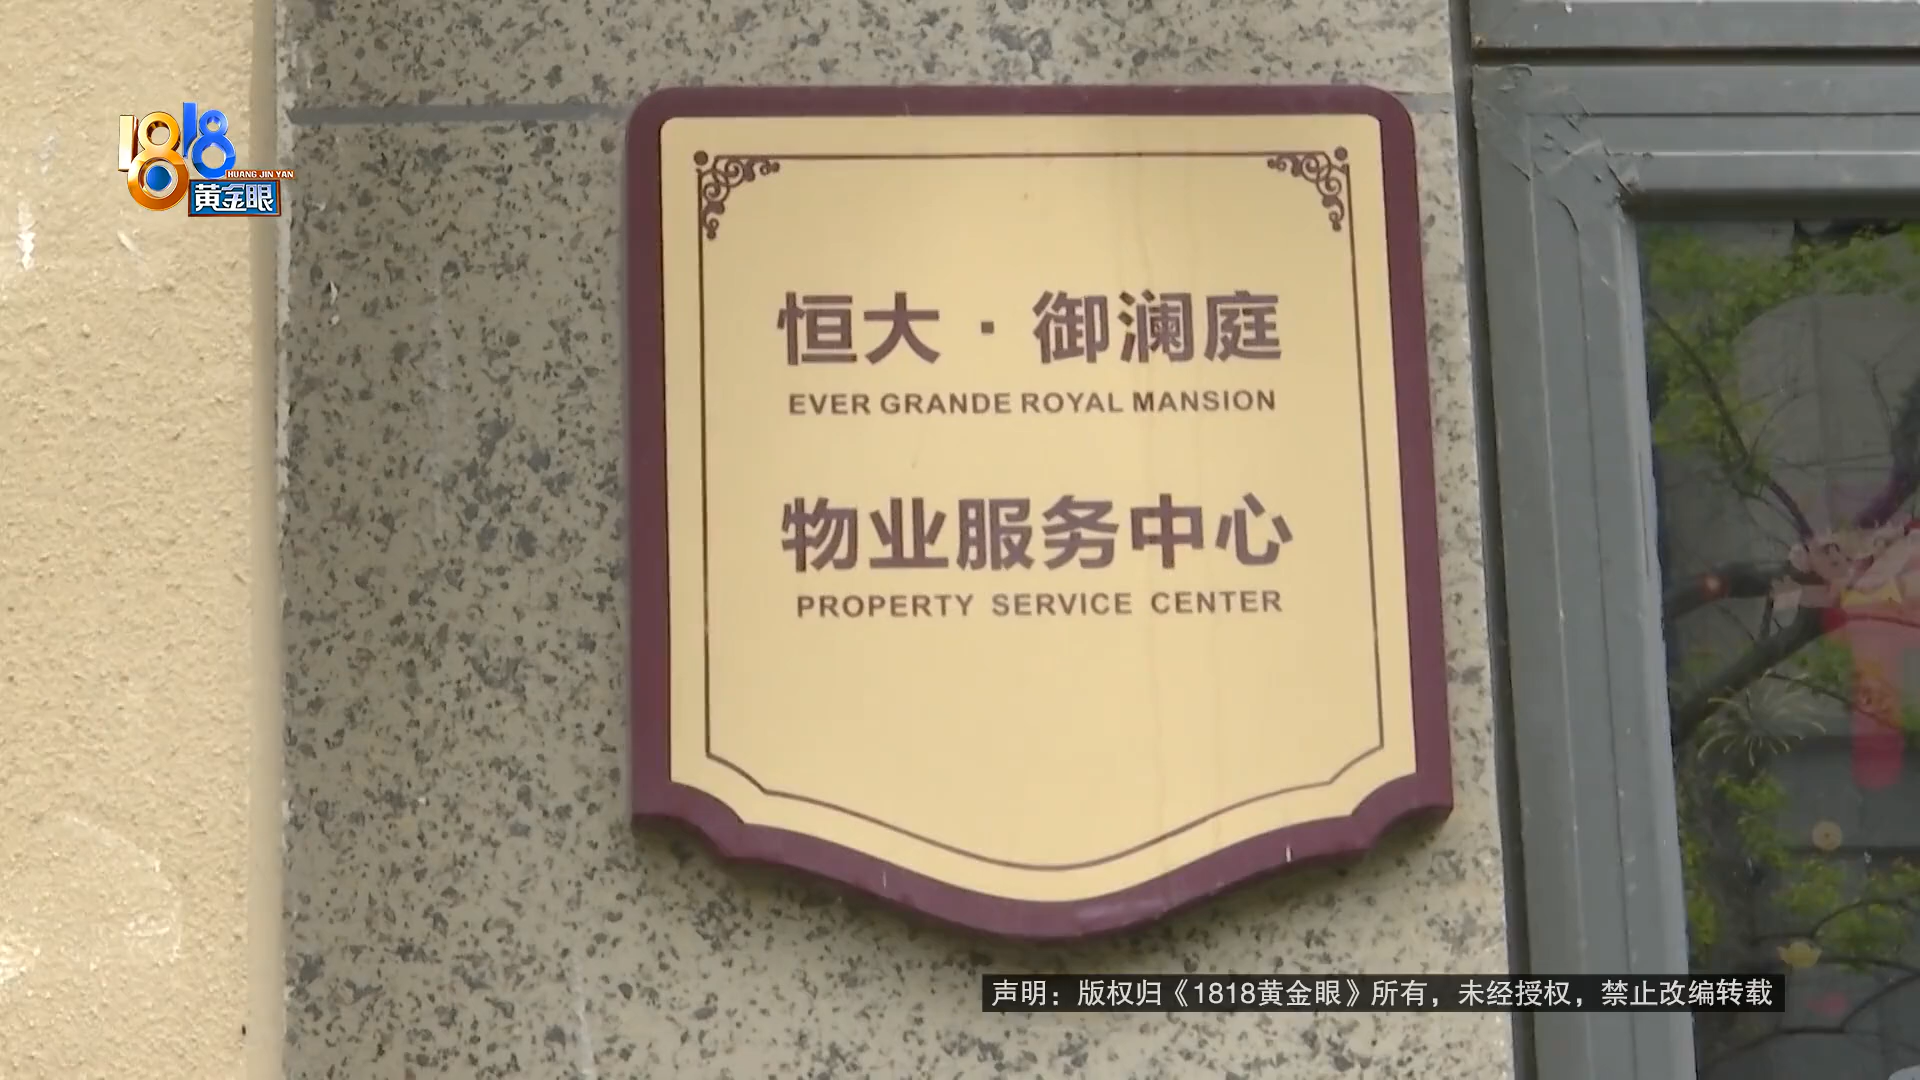 1818
HUANG JIN YAN
黄金眼
恒大·御澜庭
EVER GRANDE ROYAL MANSION
物业服务中心
PROPERTY SERVICE CENTER
声明：版权归《1818黄金眼》所有，未经授权，禁止改编转载